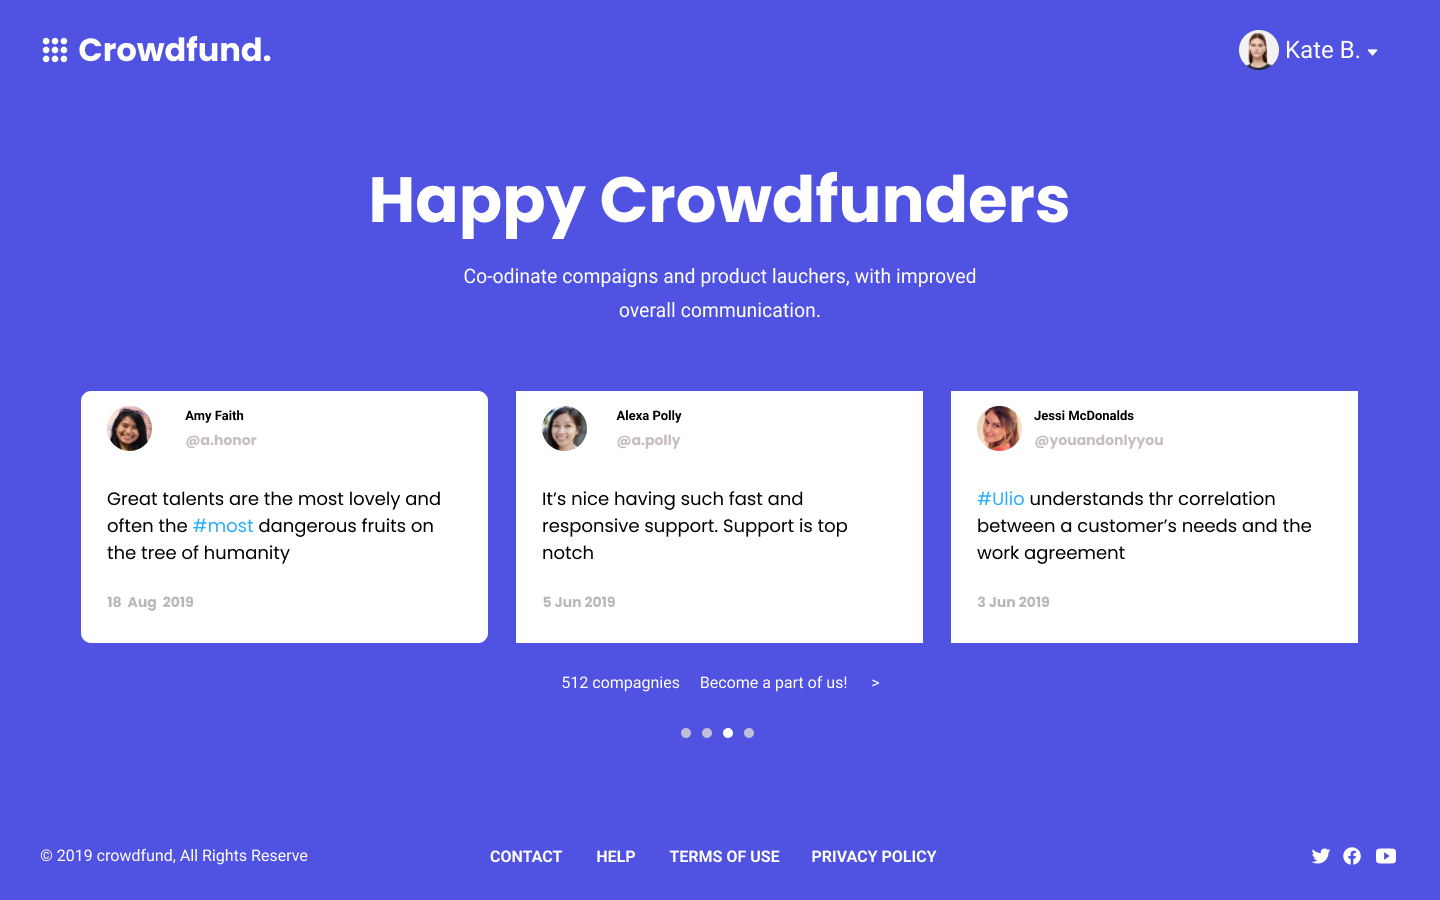 Crowdfund.
Kate B.
Happy Crowdfunders
Co-odinate compaigns and product lauchers, with improved
overall communication.
Amy Faith
@a.honor
Great talents are the most lovely and
often the #most dangerous fruits on
the tree of humanity
18 Aug 2019
Alexa Polly
@a.polly
It’s nice having such fast and
responsive support. Support is top
notch
5 Jun 2019
Jessi McDonalds
@youandonlyyou
#Ulio understands thr correlation
between a customer’s needs and the
work agreement
3 Jun 2019
512 compagnies Become a part of us! >
© 2019 crowdfund, All Rights Reserve
CONTACT HELP TERMS OF USE PRIVACY POLICY